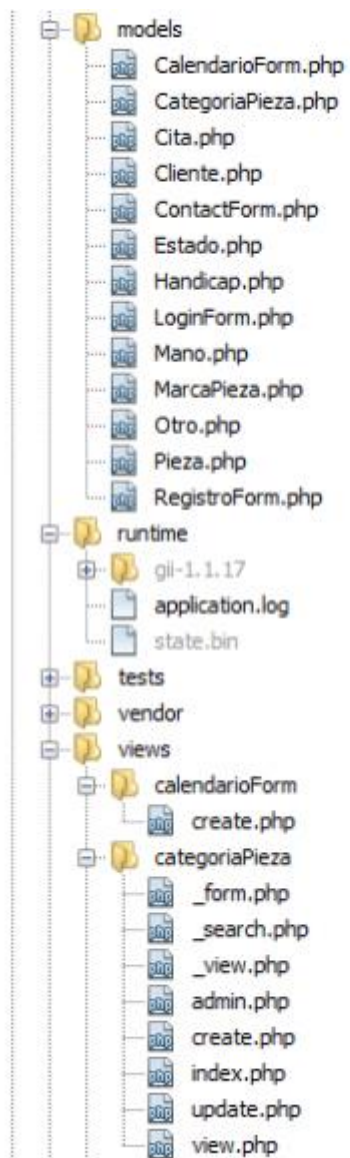 models
CalendarioForm.php
CategoriaPieza.php
Cita.php
Cliente.php
ContactForm.php
Estado.php
Handicap.php
LoginForm.php
Mano.php
MarcaPieza.php
Otro.php
Pieza.php
RegistroForm.php
runtime
gii-1.1.17
application.log
state.bin
tests
vendor
views
calendarioForm
create.php
categoriaPieza
_form.php
_search.php
_view.php
admin.php
create.php
index.php
update.php
view.php